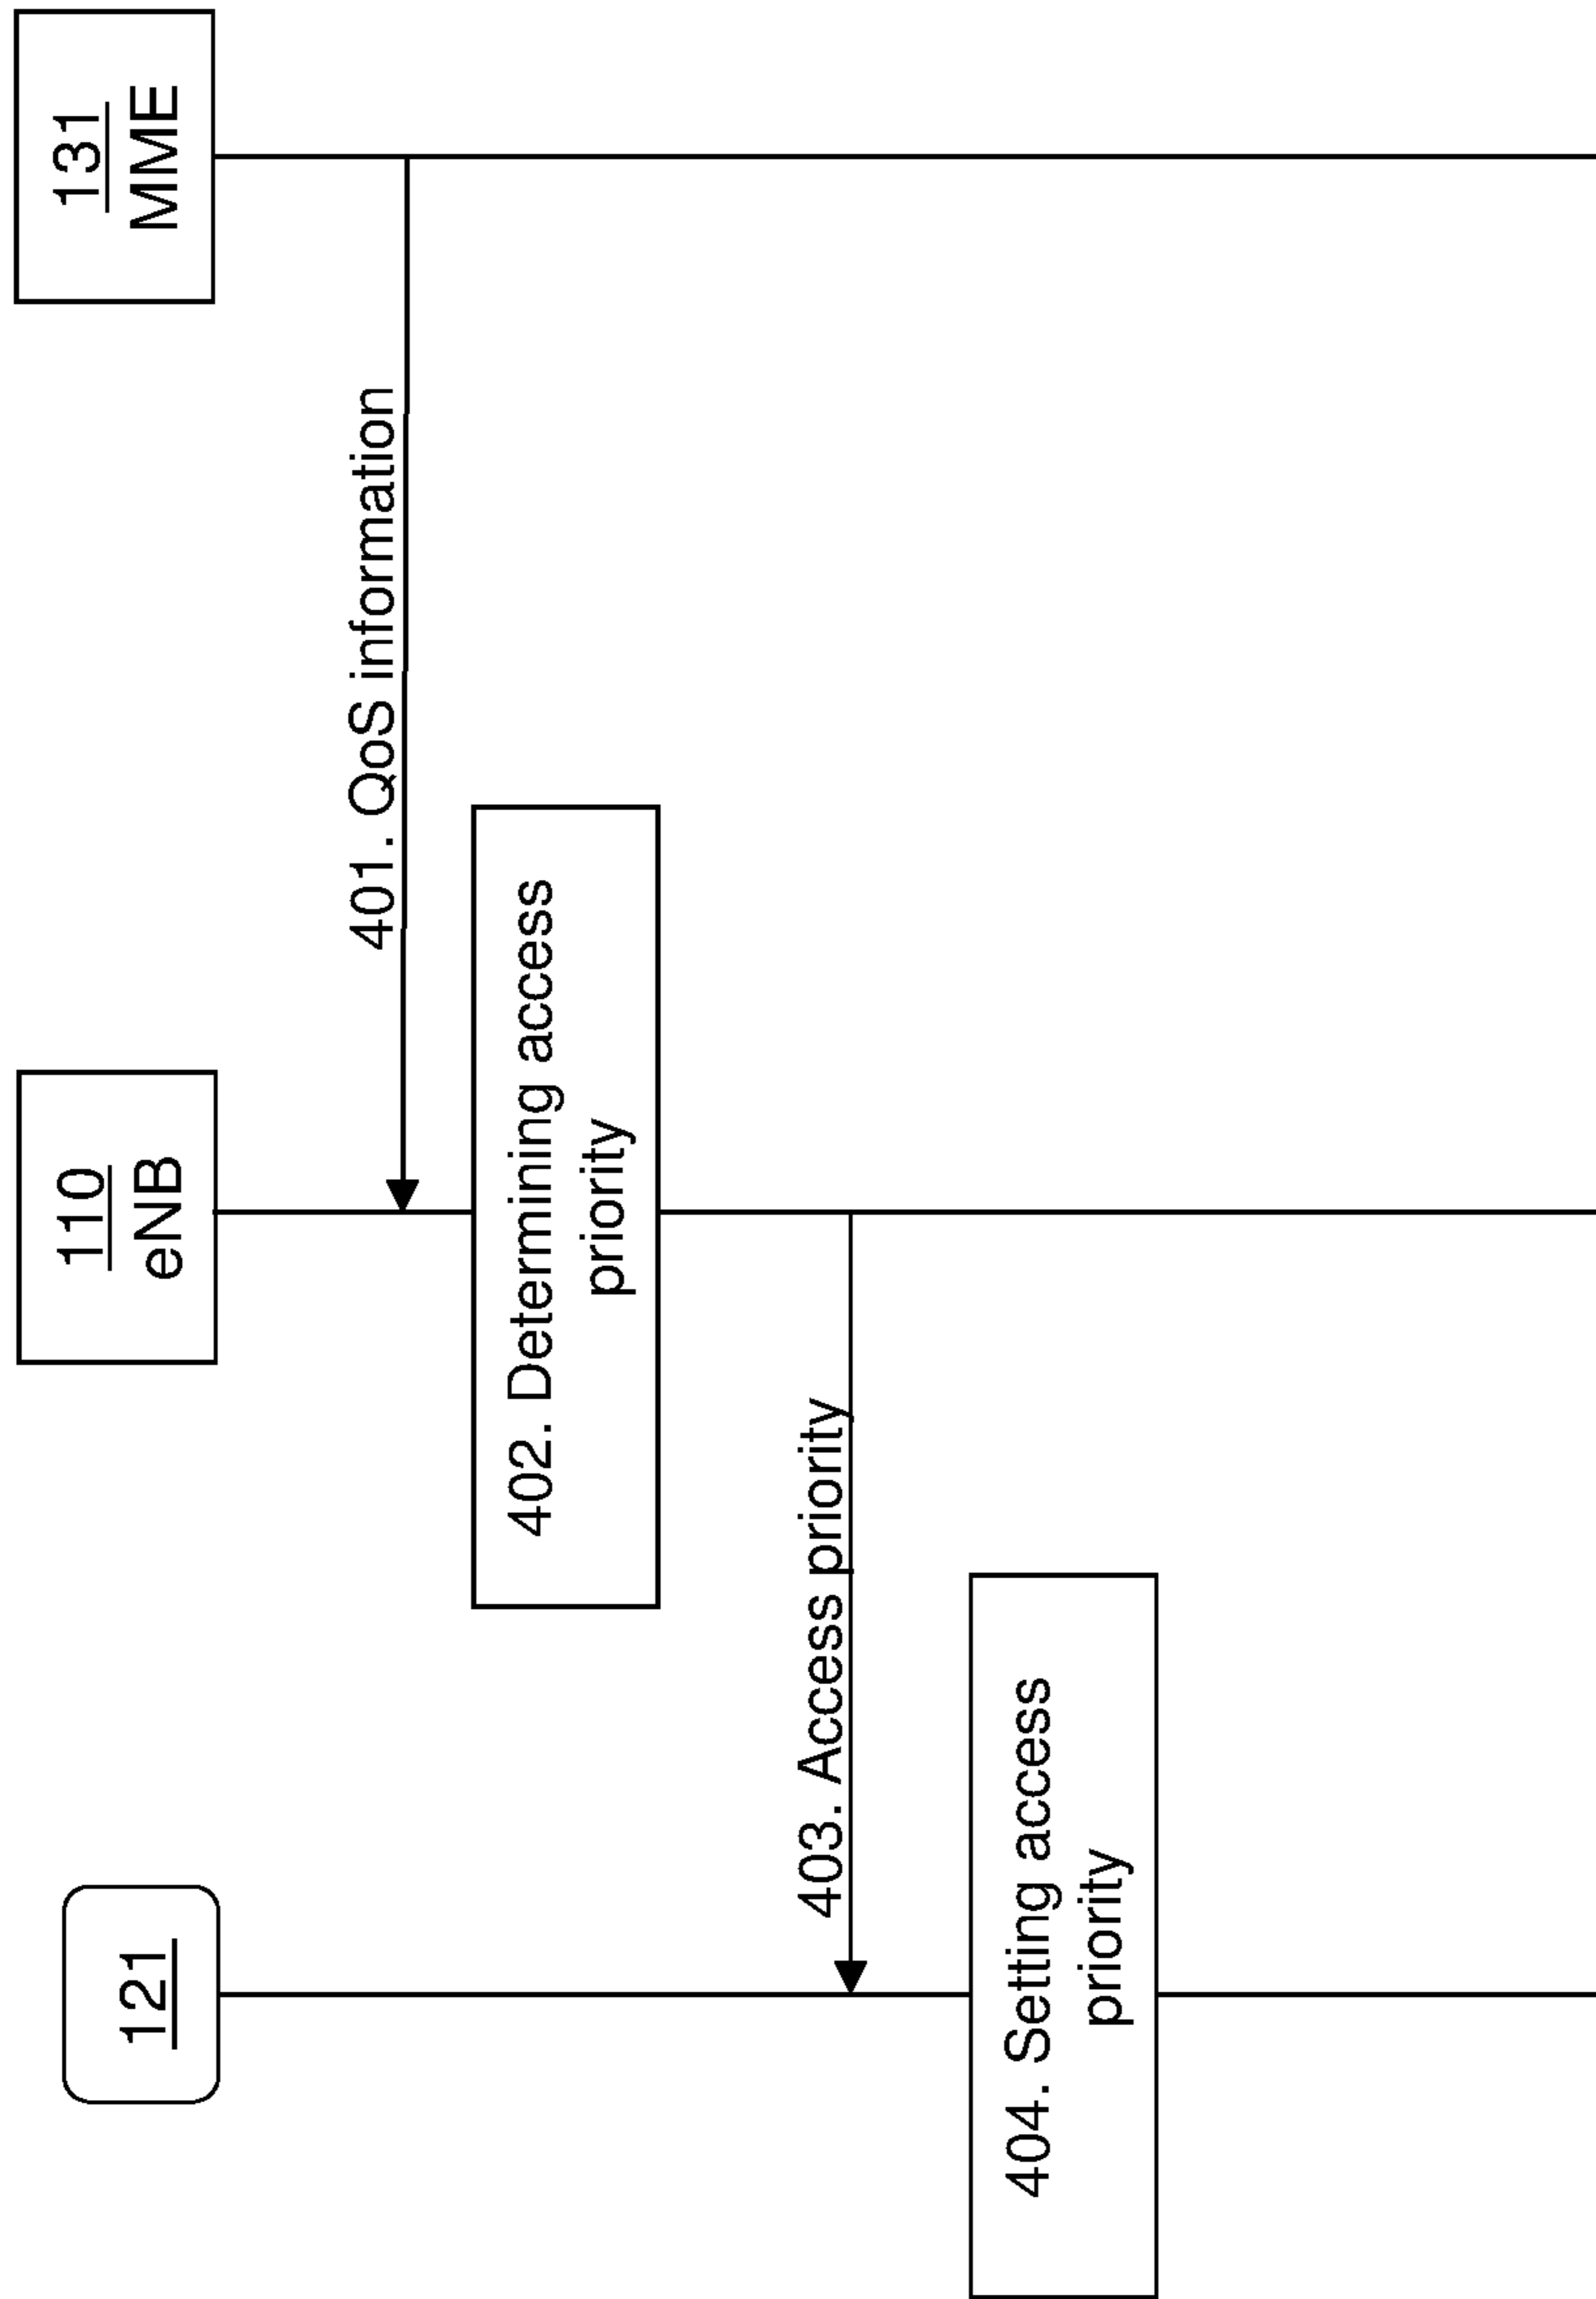 121
110
eNB
131
MME
401. QoS information
402. Determining access
priority
403. Access priority
404. Setting access
priority